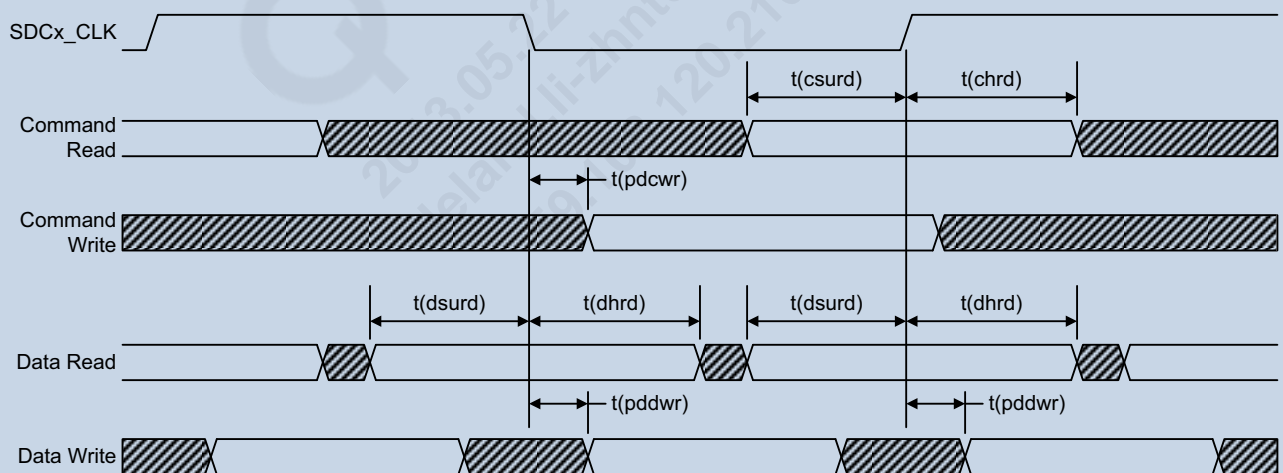 SDCx_CLK
t(csurd)
t(chrd)
Command
Read
t(pdcwr)
Command
Write
t(dsurd)
t(dhrd)
t(dsurd)
t(dhrd)
Data Read
t(pddwr)
t(pddwr)
Data Write